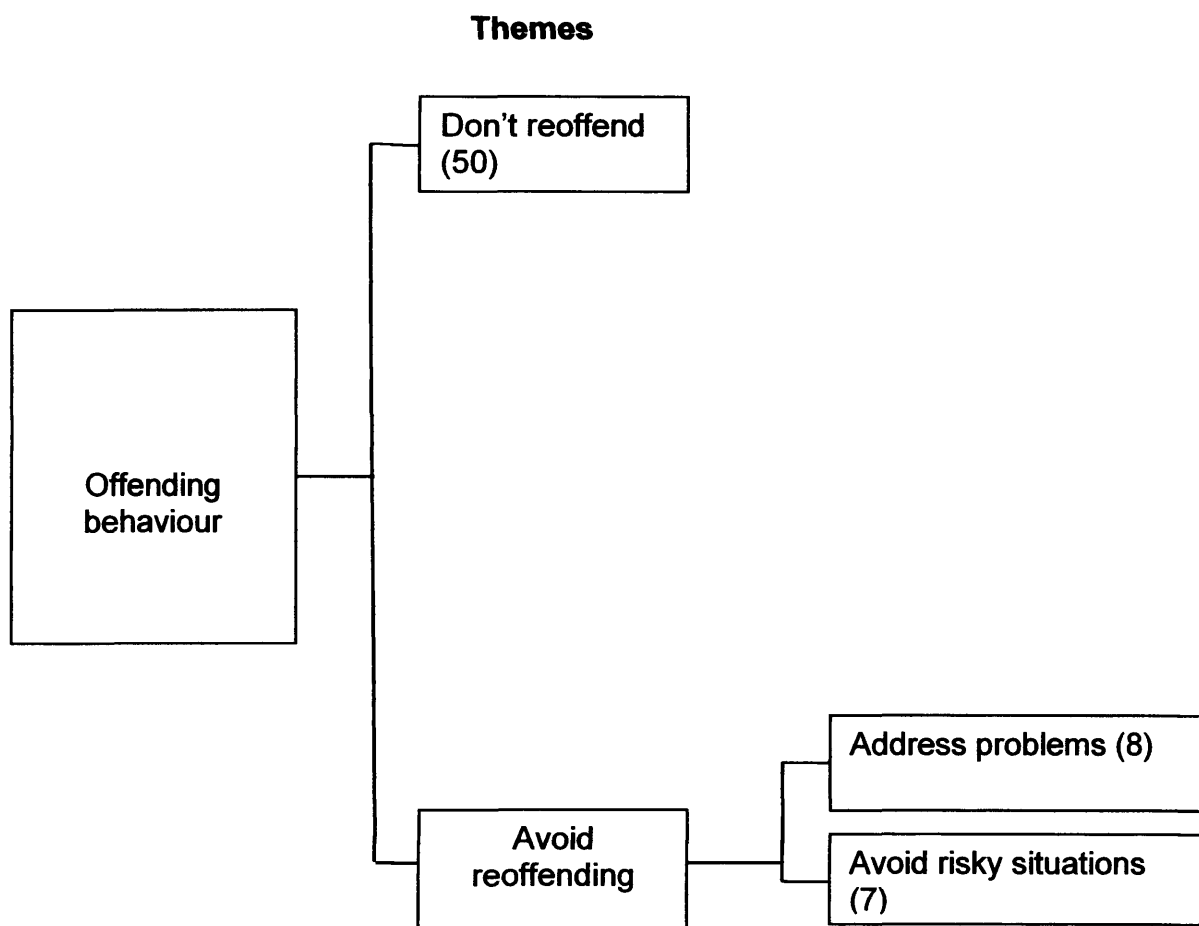 Themes
Don't reoffend
(50)
Offending
behaviour
Address problems (8)
Avoid
reoffending
Avoid risky situations
(7)